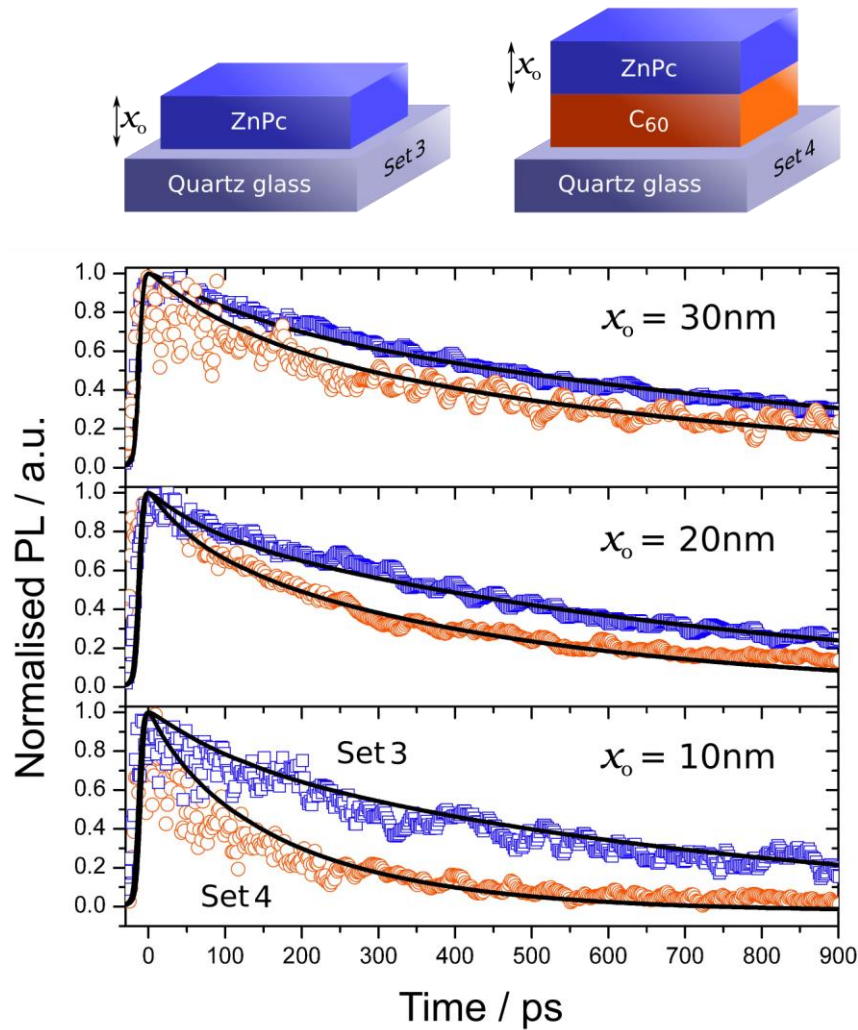 xₒ
ZnPc
Quartz glass
Set 3
xₒ
ZnPc
C₆₀
Quartz glass
Set 4
Normalised PL / a.u.
1.0
0.8
0.6
0.4
0.2
0.0
xₒ = 30nm
1.0
0.8
0.6
0.4
0.2
0.0
xₒ = 20nm
1.0
0.8
0.6
0.4
0.2
0.0
Set 3
xₒ = 10nm
Set 4
0 100 200 300 400 500 600 700 800 900
Time / ps